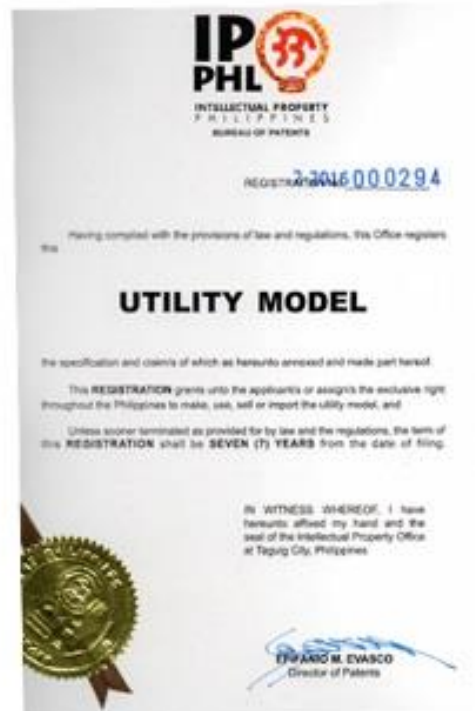 IP
PHL
INTELLECTUAL PROPERTY
PHILIPPINES
BUREAU OF PATENTS
REGISTRATION No. 2-2016000294
Having complied with the provisions of law and regulations, this Office registers
this
UTILITY MODEL
the specification and claim/s of which as hereunto annexed and made part hereof.
This REGISTRATION grants unto the applicant/s or assign/s the exclusive right
throughout the Philippines to make, use, sell or import the utility model, and
Unless sooner terminated as provided for by law and the regulations, the term of
this REGISTRATION shall be SEVEN (7) YEARS from the date of filing.
IN WITNESS WHEREOF, I have
hereunto affixed my hand and the
seal of the Intellectual Property Office
at Taguig City, Philippines
EPIFANIO M. EVASCO
Director of Patents